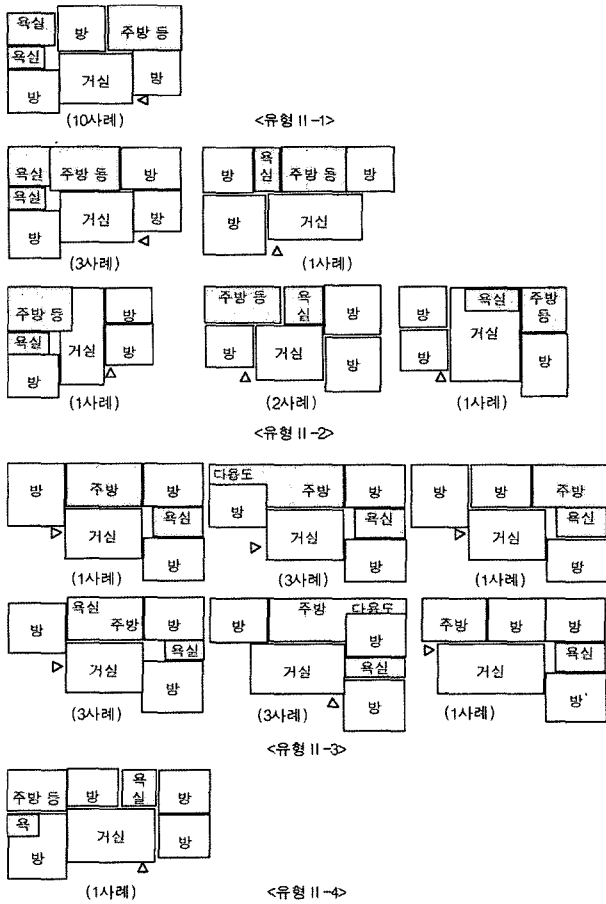 욕실 방 주방 등
욕실
방 거실 방
(10사례) <유형 II-1>
욕실 주방 등 방
욕실
방 거실 방
(3사례)
방 욕실 주방 등 방
방 거실
(1사례)
주방 등 방
욕실 거실 방
방
(1사례)
주방 등 욕실 방
방 거실 방
(2사례)
방 욕실 주방 등
방 거실 방
(1사례)
<유형 II-2>
방 주방 방
거실 욕실
방
(1사례)
다용도 주방 방
방 거실 욕실
방
(3사례)
방 방 주방
거실 욕실
방
(1사례)
욕실
방 주방 방
거실 욕실
방
(3사례)
방 주방 다용도
방
거실 욕실
방
(3사례)
주방 방 방
거실 욕실
방
(1사례)
<유형 II-3>
주방 등 방 욕실 방
욕 거실 방
방
(1사례) <유형 II-4>